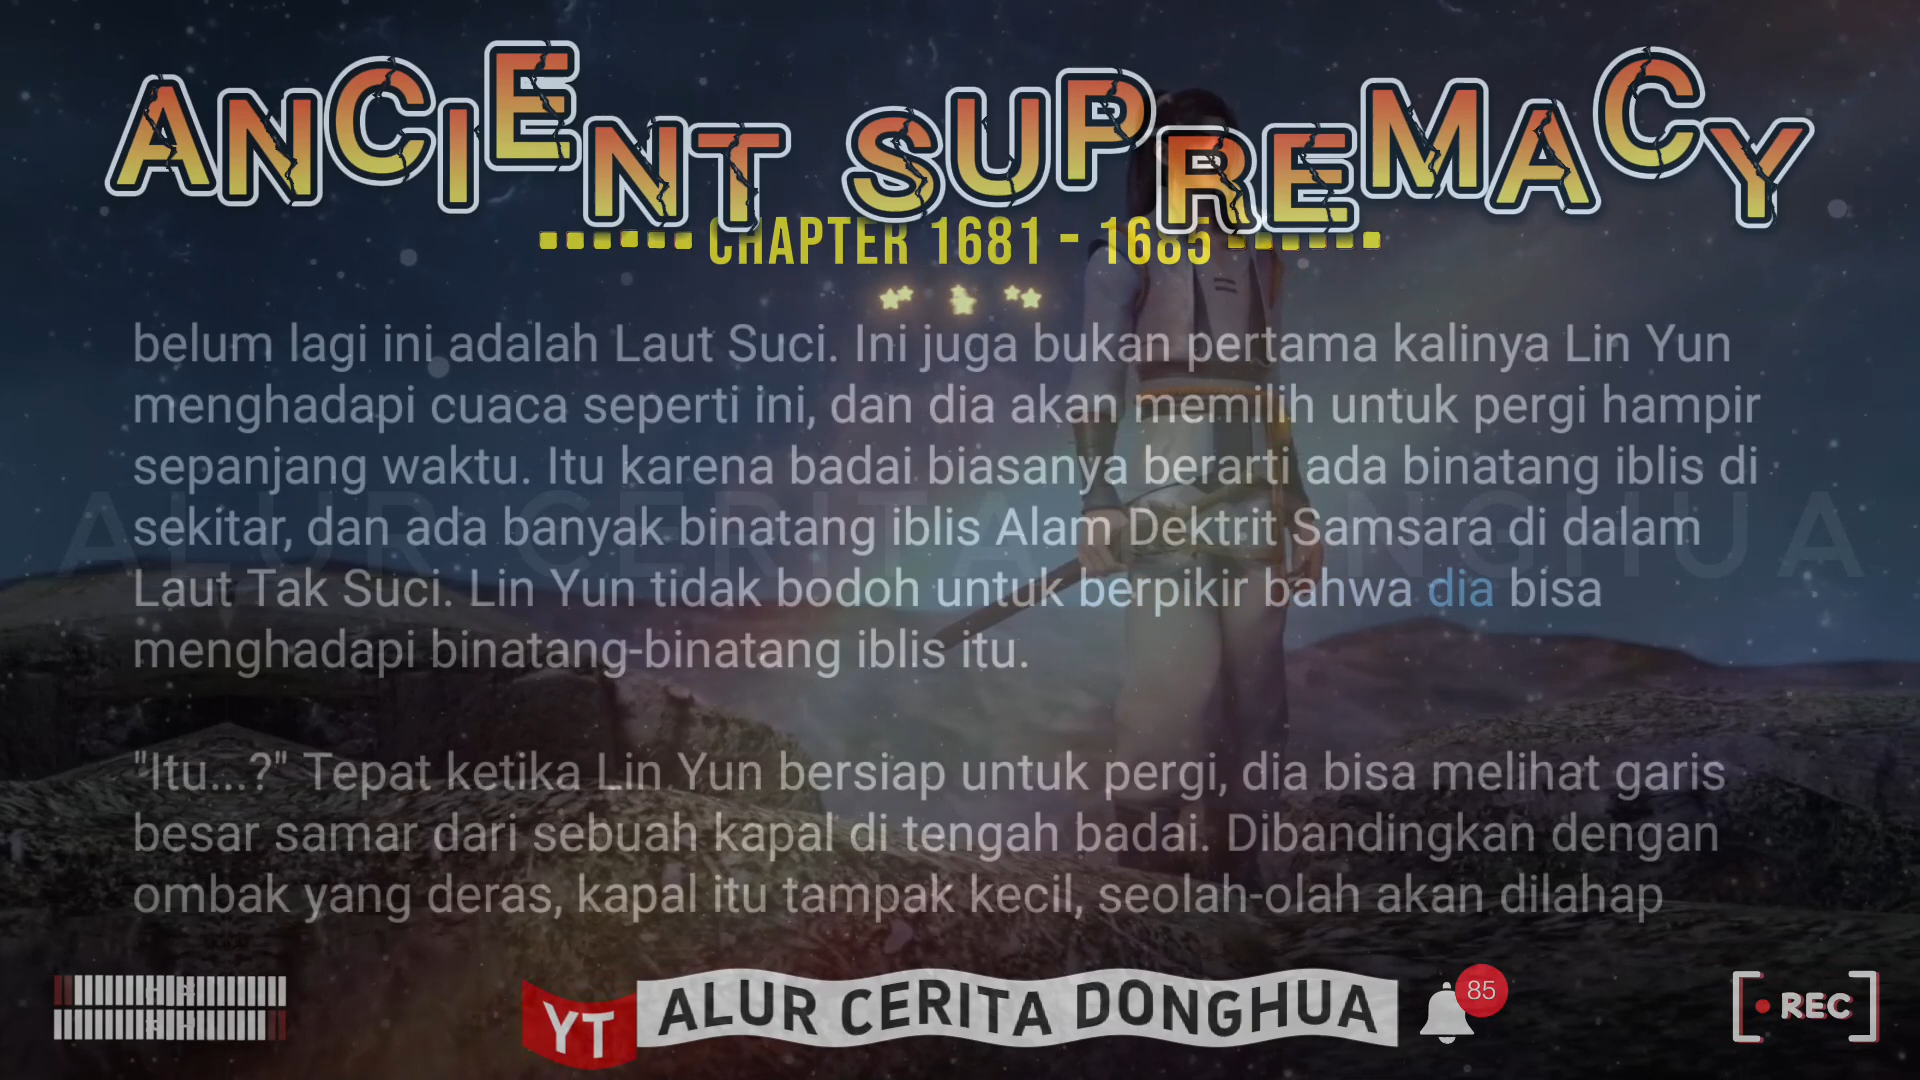 ANCIENT SUPREMACY
CHAPTER 1681 - 1685
belum lagi ini adalah Laut Suci. Ini juga bukan pertama kalinya Lin Yun
menghadapi cuaca seperti ini, dan dia akan memilih untuk pergi hampir
sepanjang waktu. Itu karena badai biasanya berarti ada binatang iblis di
sekitar, dan ada banyak binatang iblis Alam Dektrit Samsara di dalam
Laut Tak Suci. Lin Yun tidak bodoh untuk berpikir bahwa dia bisa
menghadapi binatang-binatang iblis itu.
"Itu...?" Tepat ketika Lin Yun bersiap untuk pergi, dia bisa melihat garis
besar samar dari sebuah kapal di tengah badai. Dibandingkan dengan
ombak yang deras, kapal itu tampak kecil, seolah-olah akan dilahap
ALUR CERITA DONGHUA
YT ALUR CERITA DONGHUA
85
REC